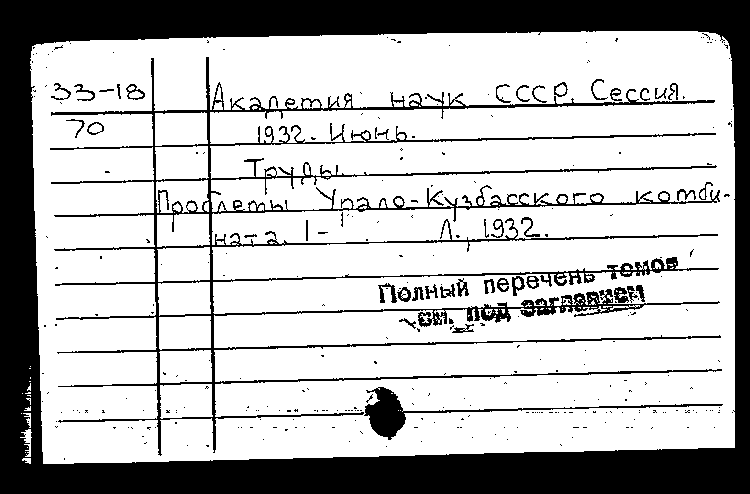 33-18 Академия наук СССР. Сессия.
70 1932. Июнь.
Труды.
Проблемы Урало-Кузбасского комби-
ната. 1- Л., 1932.
Полный перечень томов
см. под заглавием